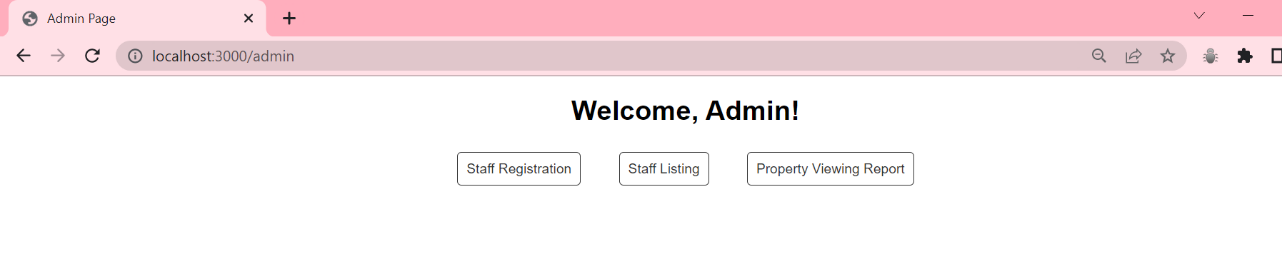 Admin Page
localhost:3000/admin
Welcome, Admin!
Staff Registration Staff Listing Property Viewing Report